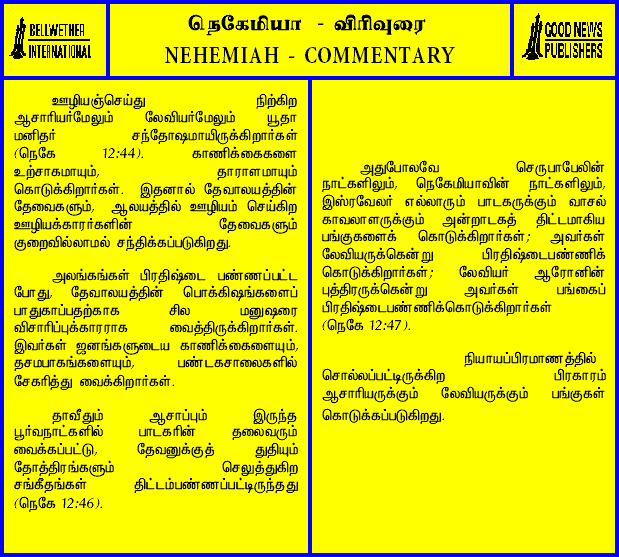 BELLWETHER
INTERNATIONAL
நெகேமியா - விரிவுரை
NEHEMIAH - COMMENTARY
GOOD NEWS
PUBLISHERS
ஊழியஞ்செய்து நிற்கிற
ஆசாரியர்மேலும் லேவியர்மேலும் யூதா
மனிதர் சந்தோஷமாயிருக்கிறார்கள்
(நெகே 12:44). காணிக்கைகளை
உற்சாகமாயும், தாராளமாயும்
கொடுக்கிறார்கள். இதனால் தேவாலயத்தின்
தேவைகளும், ஆலயத்தில் ஊழியம் செய்கிற
ஊழியக்காரர்களின் தேவைகளும்
குறைவில்லாமல் சந்திக்கப்படுகிறது.
அலங்கங்கள் பிரதிஷ்டை பண்ணப்பட்ட
போது, தேவாலயத்தின் பொக்கிஷங்களைப்
பாதுகாப்பதற்காக சில மனுஷரை
விசாரிப்புக்காரராக வைத்திருக்கிறார்கள்.
இவர்கள் ஜனங்களுடைய காணிக்கைளையும்,
தசமபாகங்களையும், பண்டகசாலைகளில்
சேகரித்து வைக்கிறார்கள்.
தாவீதும் ஆசாப்பும் இருந்த
பூர்வநாட்களில் பாடகரின் தலைவரும்
வைக்கப்பட்டு, தேவனுக்குத் துதியும்
தோத்திரங்களும் செலுத்துகிற
சங்கீதங்கள் திட்டம்பண்ணப்பட்டிருந்தது
(நெகே 12:46).
அதுபோலவே செருபாபேலின்
நாட்களிலும், நெகேமியாவின் நாட்களிலும்,
இஸ்ரவேலர் எல்லாரும் பாடகருக்கும் வாசல்
காவலாளருக்கும் அன்றாடகத் திட்டமாகிய
பங்குகளைக் கொடுக்கிறார்கள்; அவர்கள்
லேவியருக்கென்று பிரதிஷ்டைபண்ணிக்
கொடுக்கிறார்கள்; லேவியர் ஆரோனின்
புத்திரருக்கென்று அவர்கள் பங்கைப்
பிரதிஷ்டைபண்ணிக்கொடுக்கிறார்கள்
(நெகே 12:47).
நியாயப்பிரமாணத்தில்
சொல்லப்பட்டிருக்கிற பிரகாரம்
ஆசாரியருக்கும் லேவியருக்கும் பங்குகள்
கொடுக்கப்படுகிறது.